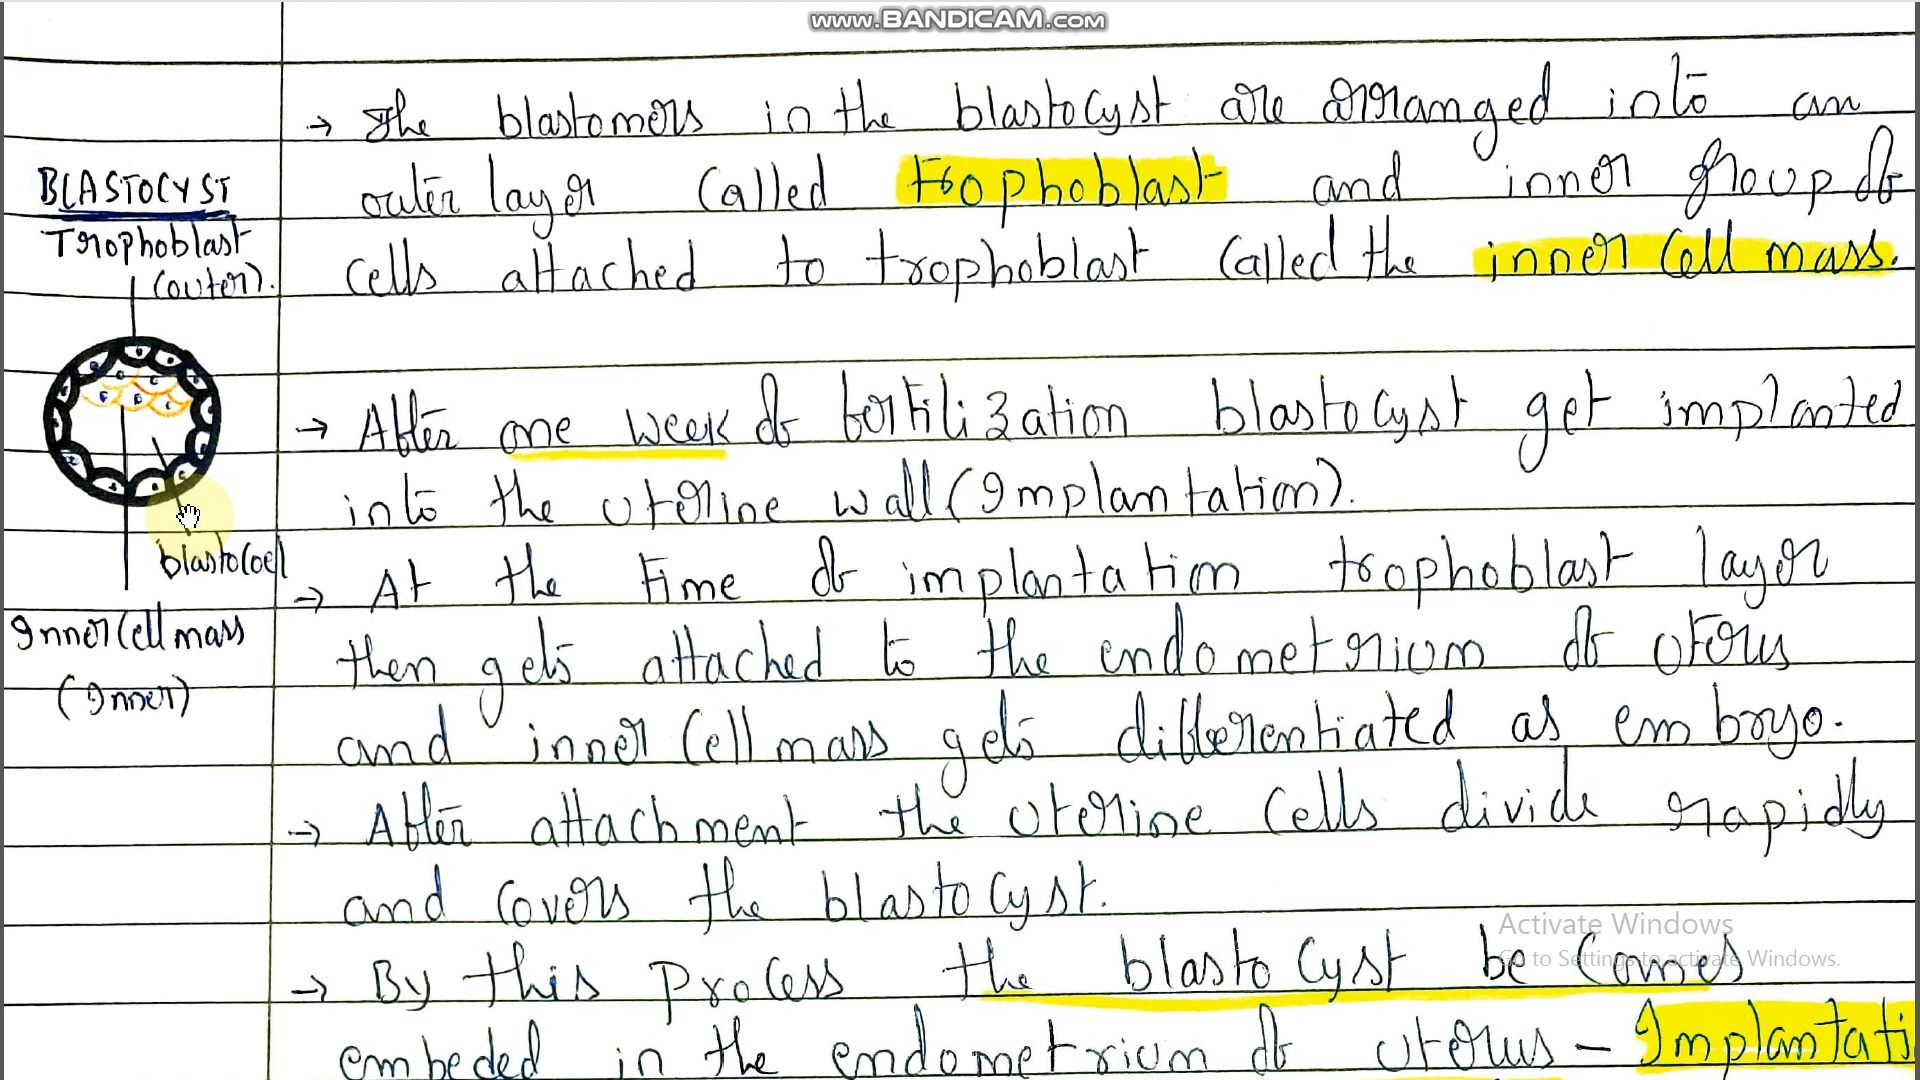 www.BANDICAM.com
→ The blastomers in the blastocyst are arranged into an
outer layer called trophoblast and inner group of
cells attached to trophoblast called the inner cell mass.
BLASTOCYST
Trophoblast
(outer).
blastocoel
Inner cell mass
(Inner)
→ After one week of fertilization blastocyst get implanted
into the uterine wall (Implantation).
→ At the time of implantation trophoblast layer
then gets attached to the endometrium of uterus
and inner cell mass gets differentiated as embryo.
→ After attachment the uterine cells divide rapidly
and covers the blastocyst.
→ By this process the blastocyst becomes
embeded in the endometrium of uterus - Implantati
Activate Windows
Go to Settings to activate Windows.